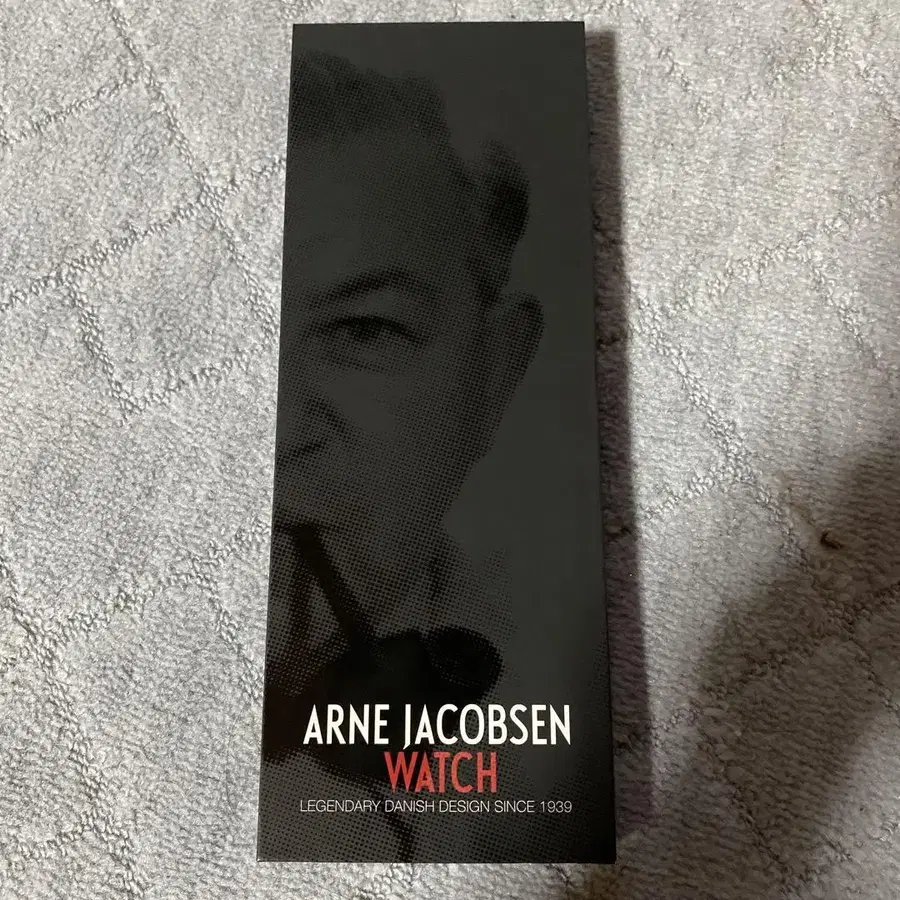 ARNE JACOBSEN
WATCH
LEGENDARY DANISH DESIGN SINCE 1939